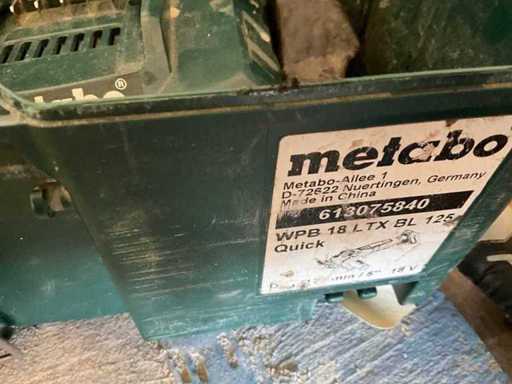 metabo
Metabo-Allee 1
D-72622 Nuertingen, Germany
Made in China
613075840
WPB 18 LTX BL 125
Quick
18 V